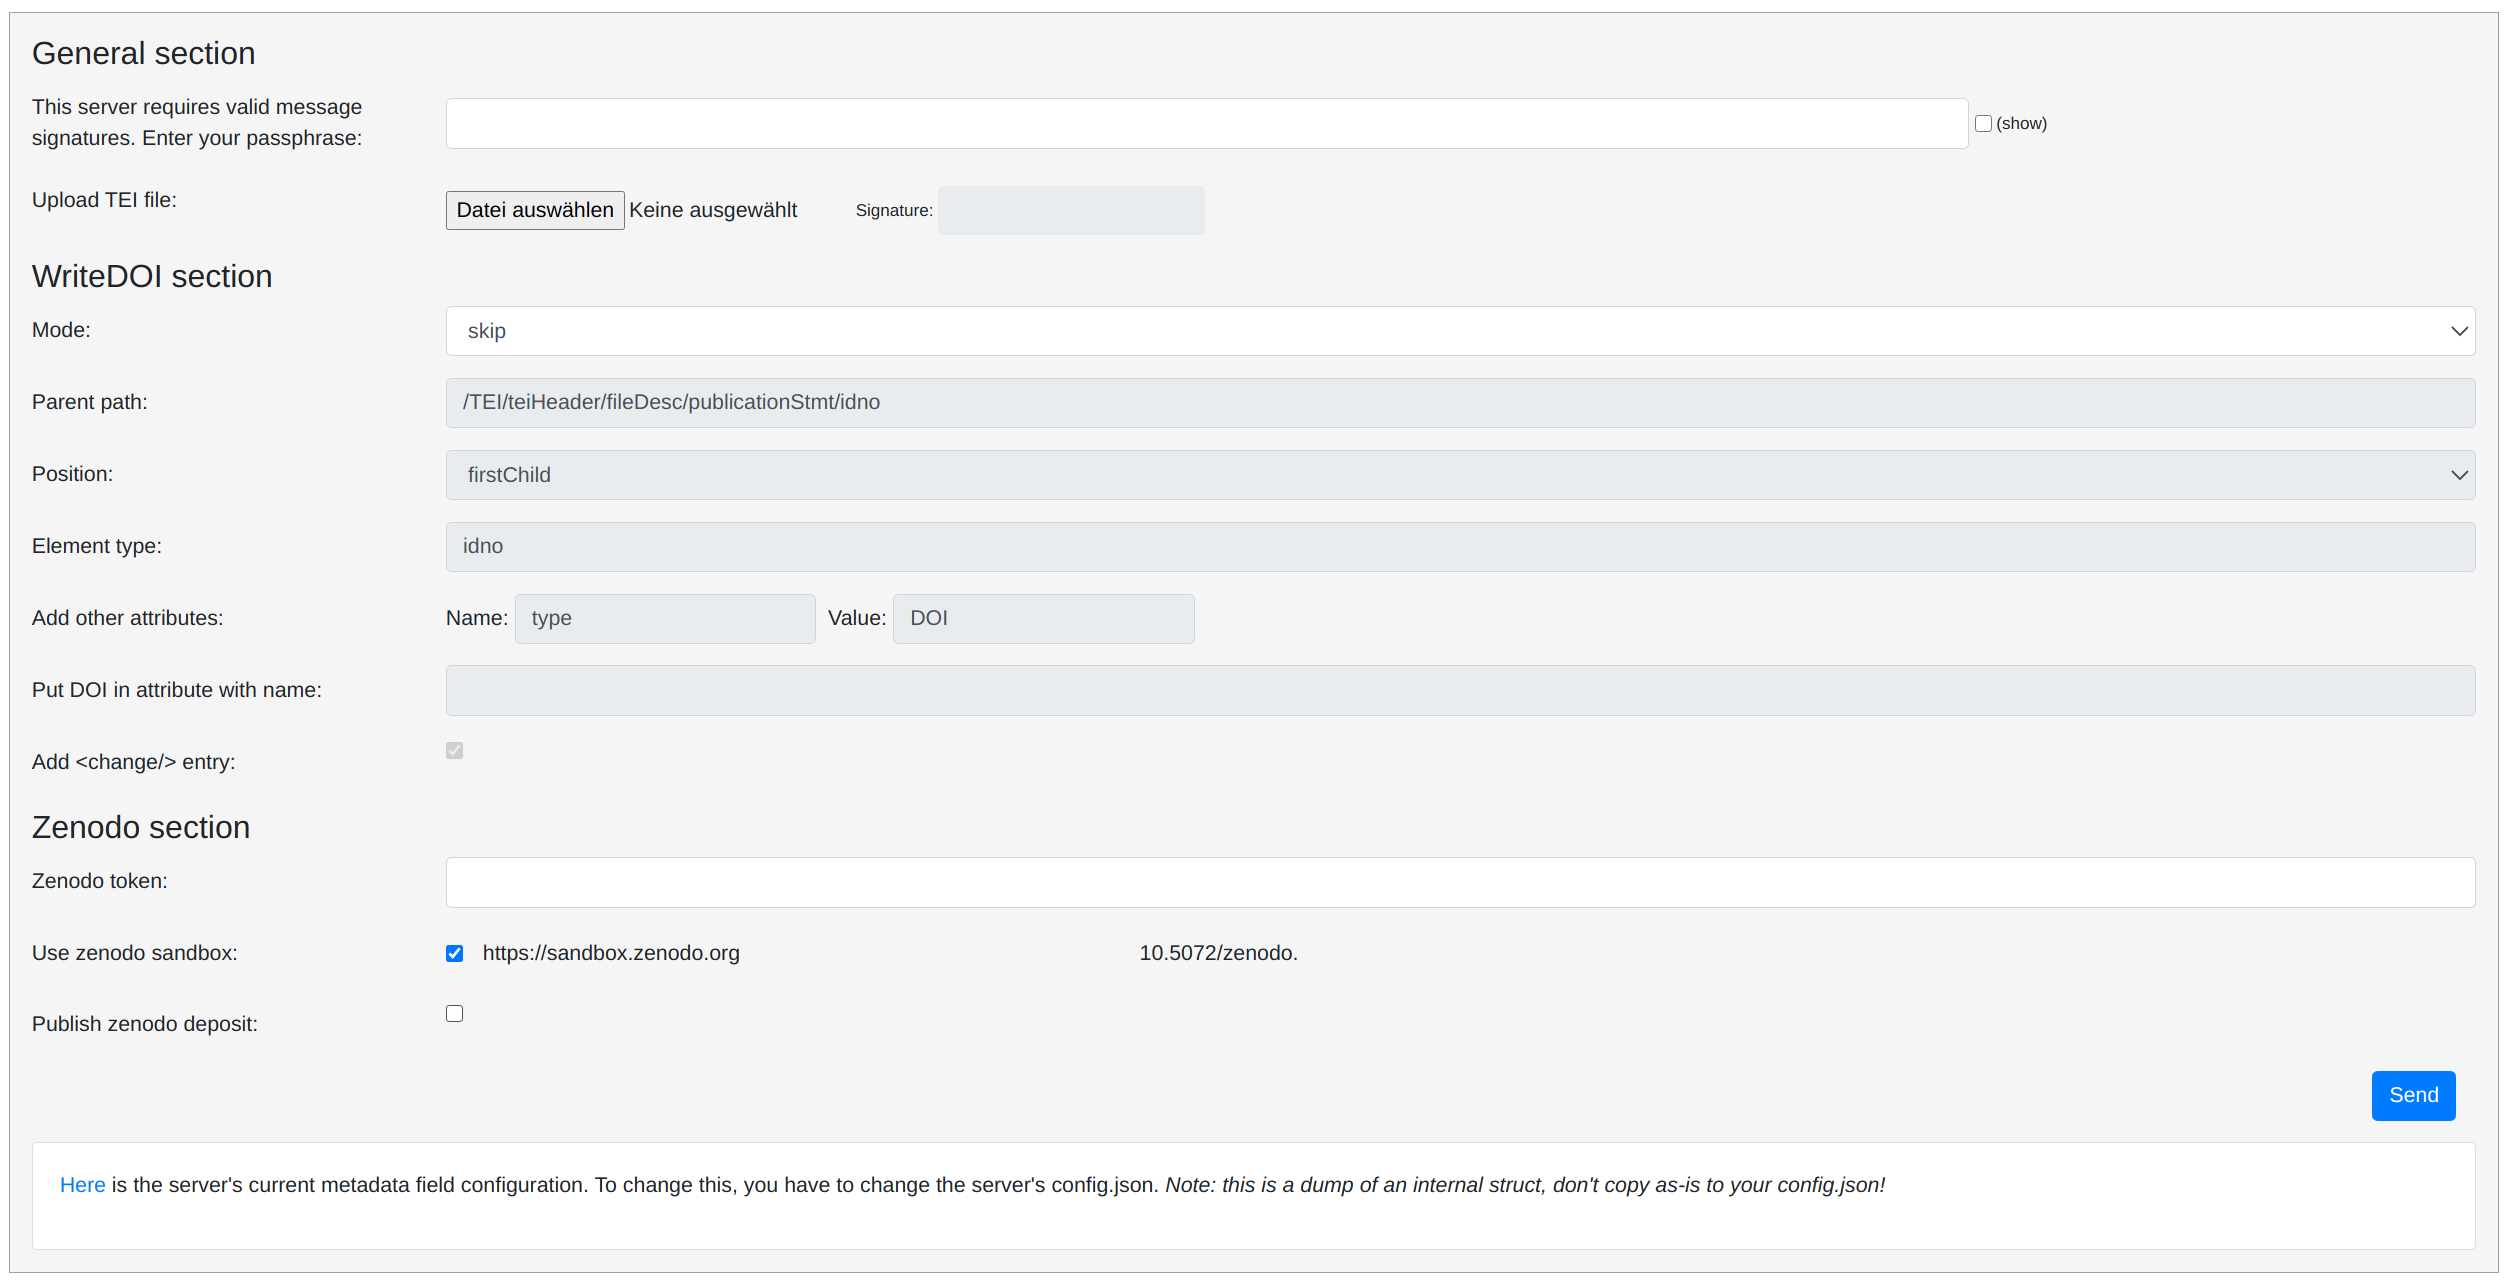 General section
This server requires valid message
signatures. Enter your passphrase:
(show)
Upload TEI file:
Datei auswählen Keine ausgewählt Signature:
WriteDOI section
Mode: skip
Parent path: /TEI/teiHeader/fileDesc/publicationStmt/idno
Position: firstChild
Element type: idno
Add other attributes: Name: type Value: DOI
Put DOI in attribute with name:
Add <change/> entry:
Zenodo section
Zenodo token:
Use zenodo sandbox: https://sandbox.zenodo.org 10.5072/zenodo.
Publish zenodo deposit:
Send
Here is the server's current metadata field configuration. To change this, you have to change the server's config.json. Note: this is a dump of an internal struct, don't copy as-is to your config.json!